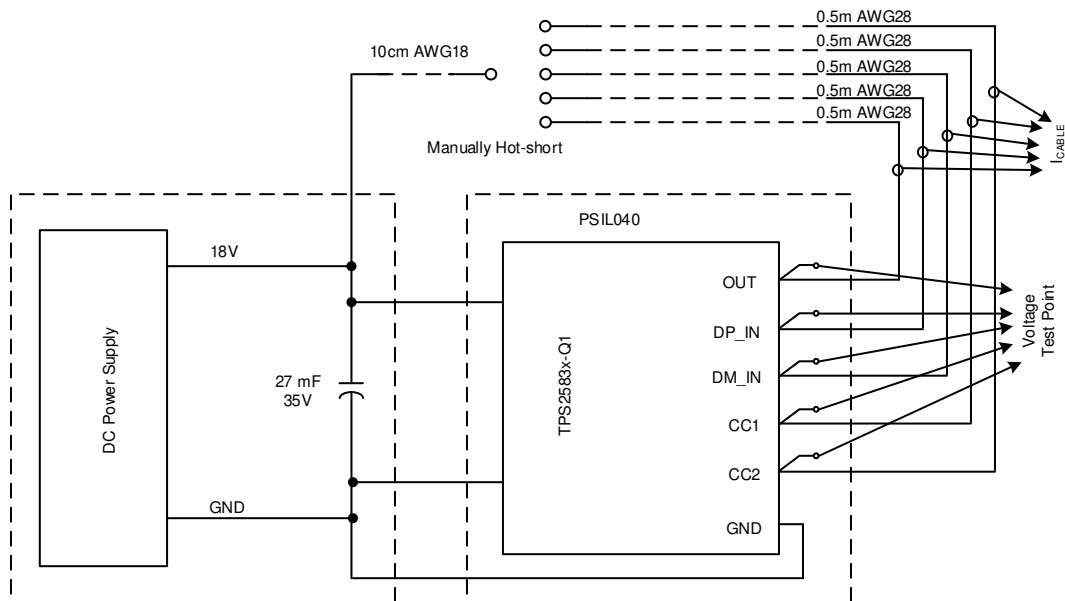 0.5m AWG28
0.5m AWG28
0.5m AWG28
0.5m AWG28
0.5m AWG28
10cm AWG18
Manually Hot-short
I_CABLE
PSIL040
18V
OUT
DP_IN
DM_IN
CC1
CC2
GND
Voltage
Test Point
27 mF
35V
DC Power Supply
TPS2583x-Q1
GND